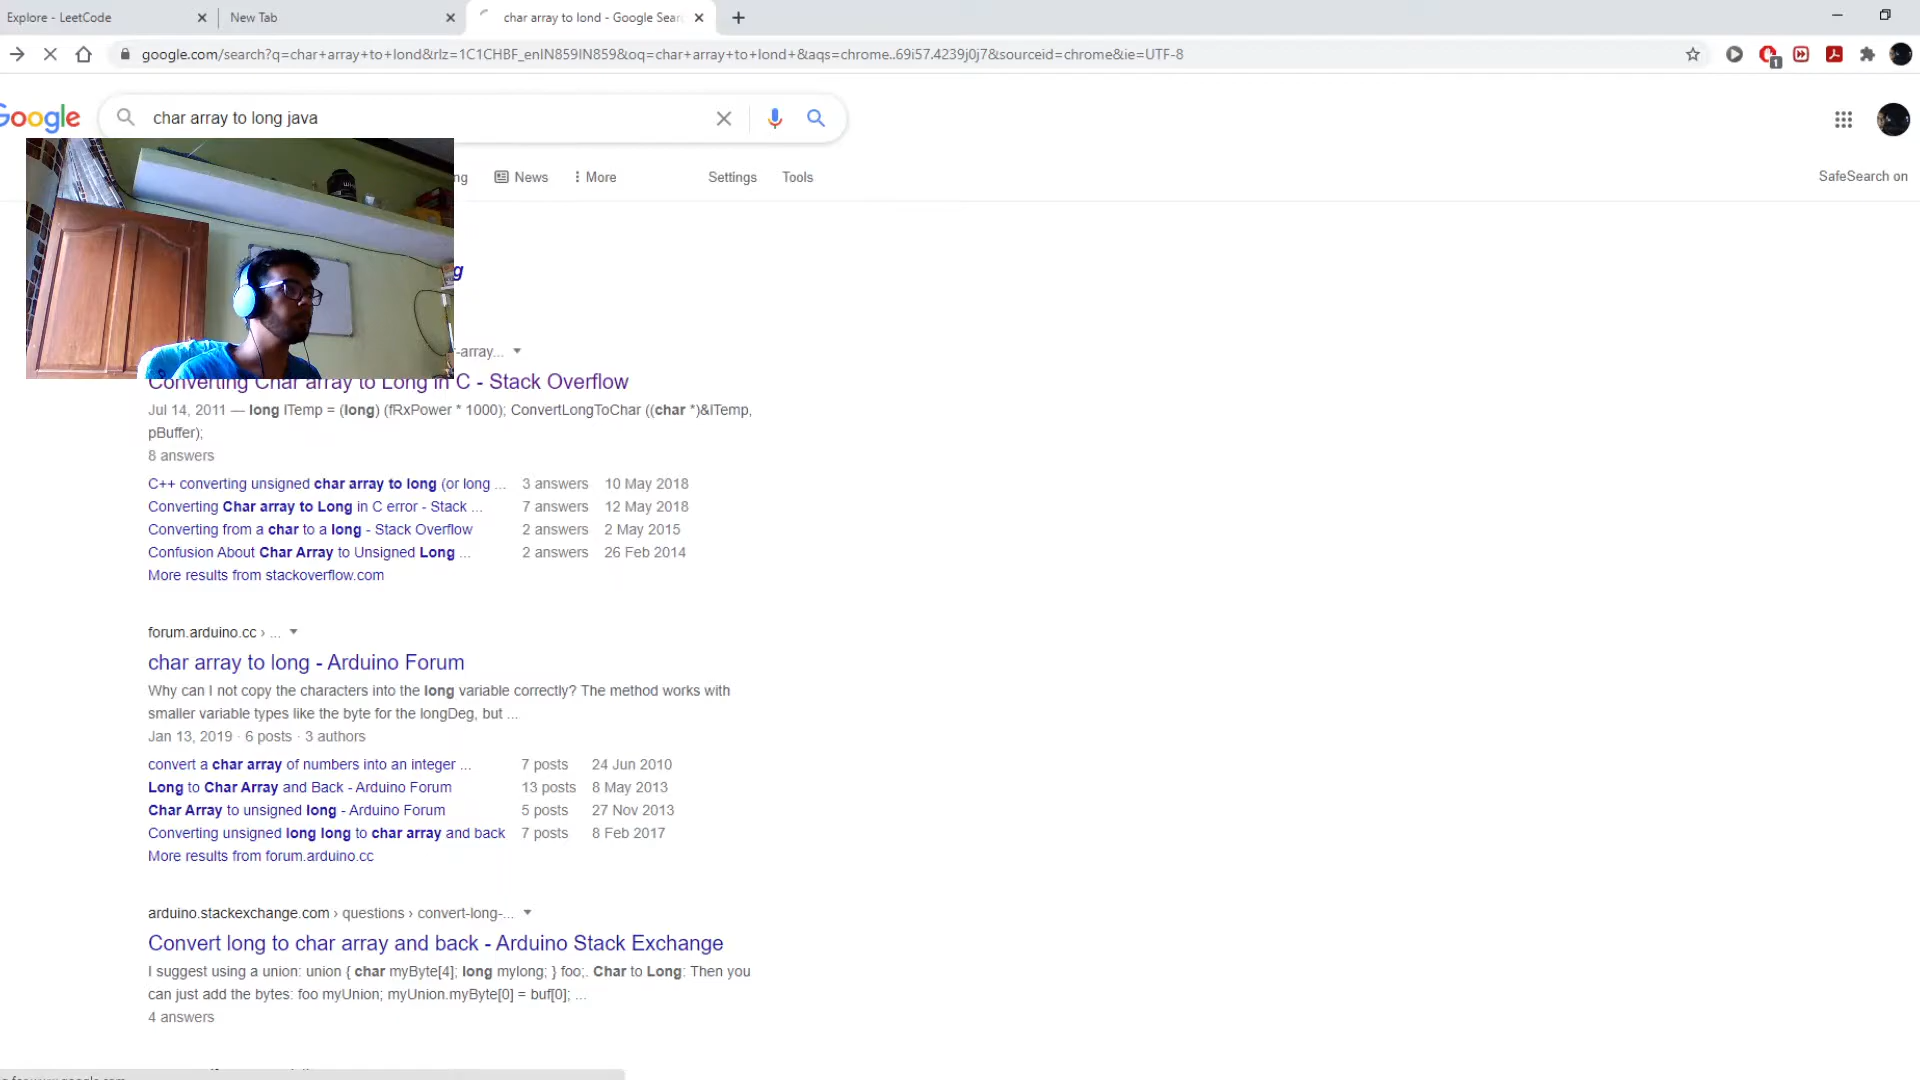 Explore - LeetCode
New Tab
char array to lond - Google Sear
google.com/search?q=char+array+to+lond&rlz=1C1CHBF_enIN859IN859&oq=char+array+to+lond+&aqs=chrome..69i57.4239j0j7&sourceid=chrome&ie=UTF-8
1
Google
char array to long java
ng
News
More
Settings
Tools
SafeSearch on
g
-array...
Converting Char array to Long in C - Stack Overflow
Jul 14, 2011 — long lTemp = (long) (fRxPower * 1000); ConvertLongToChar ((char *)&lTemp,
pBuffer);
8 answers
C++ converting unsigned char array to long (or long ... 3 answers 10 May 2018
Converting Char array to Long in C error - Stack ... 7 answers 12 May 2018
Converting from a char to a long - Stack Overflow 2 answers 2 May 2015
Confusion About Char Array to Unsigned Long ... 2 answers 26 Feb 2014
More results from stackoverflow.com
forum.arduino.cc › ...
char array to long - Arduino Forum
Why can I not copy the characters into the long variable correctly? The method works with
smaller variable types like the byte for the longDeg, but ...
Jan 13, 2019 · 6 posts · 3 authors
convert a char array of numbers into an integer ... 7 posts 24 Jun 2010
Long to Char Array and Back - Arduino Forum 13 posts 8 May 2013
Char Array to unsigned long - Arduino Forum 5 posts 27 Nov 2013
Converting unsigned long long to char array and back 7 posts 8 Feb 2017
More results from forum.arduino.cc
arduino.stackexchange.com › questions › convert-long-...
Convert long to char array and back - Arduino Stack Exchange
I suggest using a union: union { char myByte[4]; long mylong; } foo;. Char to Long: Then you
can just add the bytes: foo myUnion; myUnion.myByte[0] = buf[0]; ...
4 answers